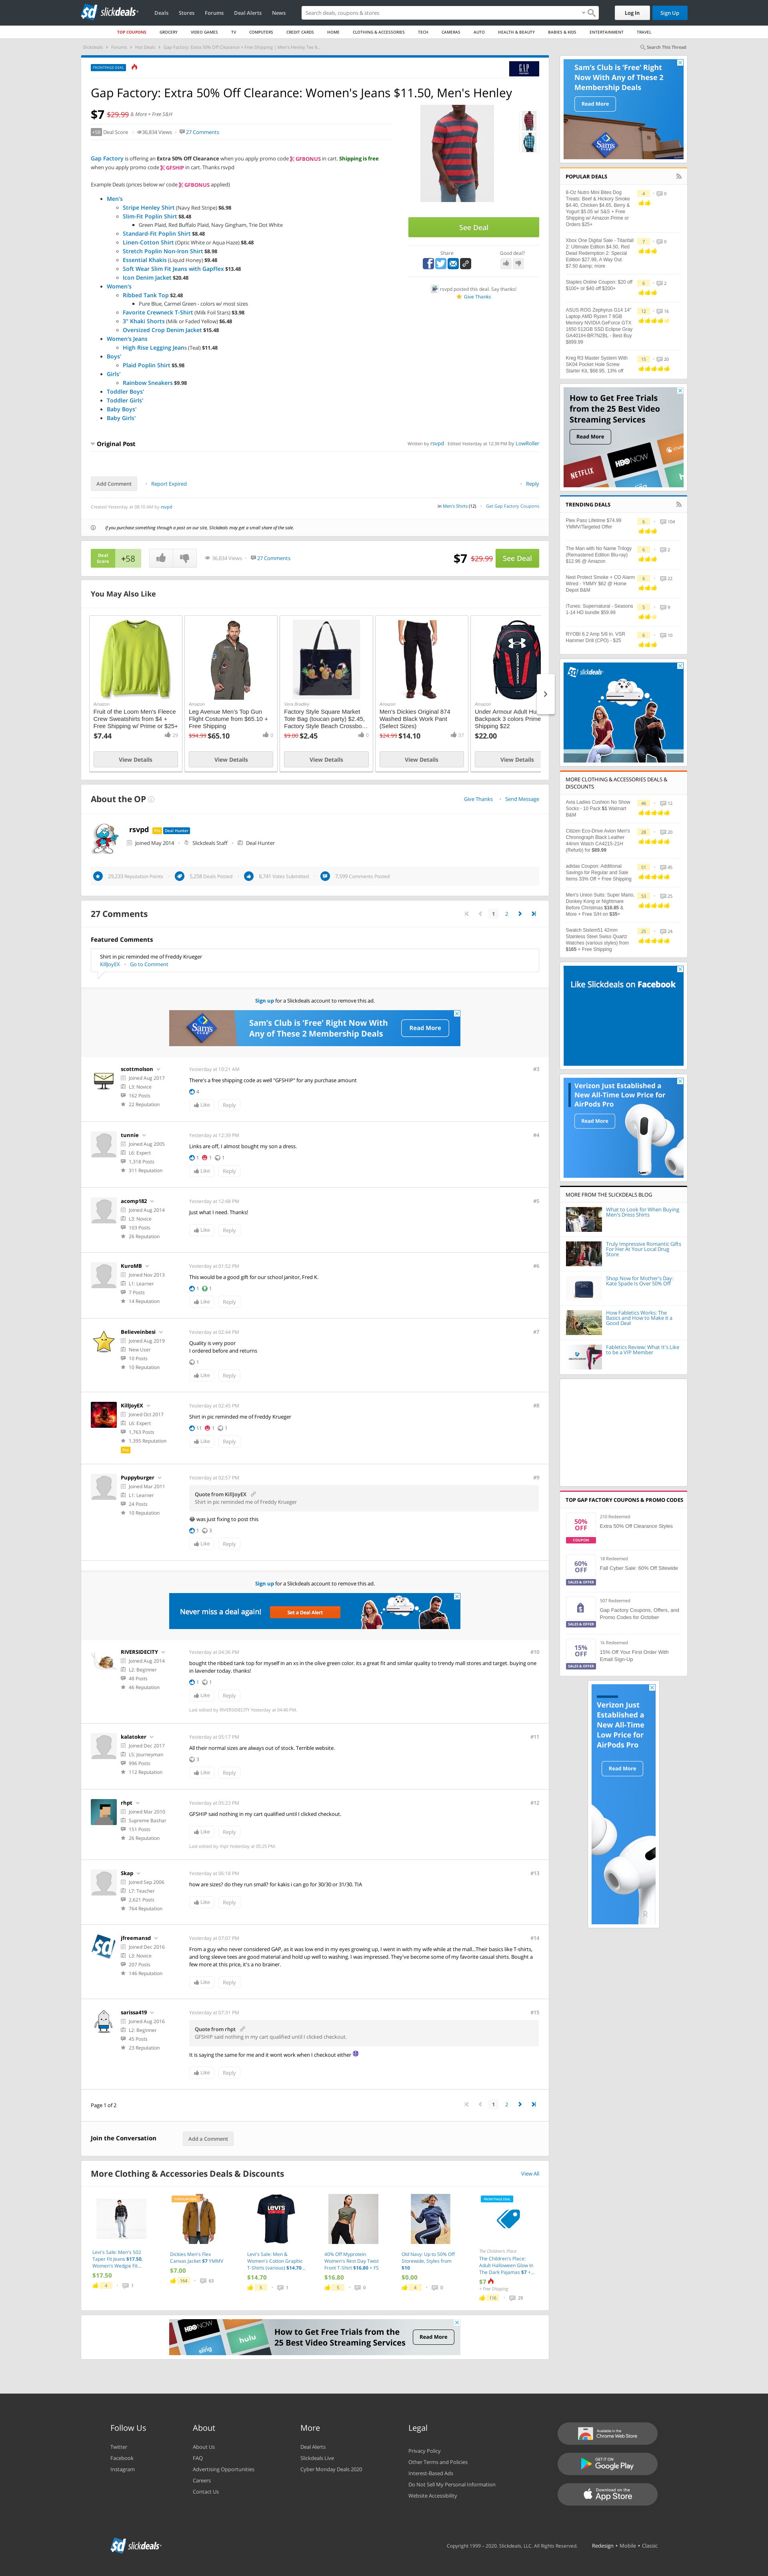 slickdeals
Deals Stores Forums Deal Alerts News
Search deals, coupons & stores
Log In Sign Up
TOP COUPONS GROCERY VIDEO GAMES TV COMPUTERS CREDIT CARDS HOME CLOTHING & ACCESSORIES TECH CAMERAS AUTO HEALTH & BEAUTY BABIES & KIDS ENTERTAINMENT TRAVEL
Slickdeals Forums Hot Deals Gap Factory: Extra 50% Off Clearance + Free Shipping | Men's Henley Tee $...
Search This Thread
FRONTPAGE DEAL
GAP
Gap Factory: Extra 50% Off Clearance: Women's Jeans $11.50, Men's Henley
$7 $29.99 & More + Free S&H
+58 Deal Score 36,834 Views 27 Comments
Gap Factory is offering an Extra 50% Off Clearance when you apply promo code GFBONUS in cart. Shipping is free
when you apply promo code GFSHIP in cart. Thanks rsvpd
Example Deals (prices below w/ code GFBONUS applied)
Men's
Stripe Henley Shirt (Navy Red Stripe) $6.98
Slim-Fit Poplin Shirt $8.48
Green Plaid, Red Buffalo Plaid, Navy Gingham, Trie Dot White
Standard-Fit Poplin Shirt $8.48
Linen-Cotton Shirt (Optic White or Aqua Haze) $8.48
Stretch Poplin Non-Iron Shirt $8.98
Essential Khakis (Liquid Honey) $9.48
Soft Wear Slim Fit Jeans with Gapflex $13.48
Icon Denim Jacket $20.48
Women's
Ribbed Tank Top $2.48
Pure Blue, Carmel Green - colors w/ most sizes
Favorite Crewneck T-Shirt (Milk Foil Stars) $3.98
3" Khaki Shorts (Milk or Faded Yellow) $6.48
Oversized Crop Denim Jacket $15.48
Women's Jeans
High Rise Legging Jeans (Teal) $11.48
Boys'
Plaid Poplin Shirt $5.98
Girls'
Rainbow Sneakers $9.98
Toddler Boys'
Toddler Girls'
Baby Boys'
Baby Girls'
See Deal
Share Good deal?
rsvpd posted this deal. Say thanks!
Give Thanks
Original Post
Written by rsvpd Edited Yesterday at 12:39 PM by LowRoller
Add Comment Report Expired Reply
Created Yesterday at 08:10 AM by rsvpd
in Men's Shirts (12) Get Gap Factory Coupons
If you purchase something through a post on our site, Slickdeals may get a small share of the sale.
Deal Score +58 36,834 Views 27 Comments $7 $29.99 See Deal
You May Also Like
Amazon
Fruit of the Loom Men's Fleece Crew Sweatshirts from $4 + Free Shipping w/ Prime or $25+
$7.44 29
View Details
Amazon
Leg Avenue Men's Top Gun Flight Costume from $65.10 + Free Shipping
$94.99 $65.10 0
View Details
Vera Bradley
Factory Style Square Market Tote Bag (toucan party) $2.45, Factory Style Beach Crossbo...
$9.00 $2.45 0
View Details
Amazon
Men's Dickies Original 874 Washed Black Work Pant (Select Sizes)
$24.99 $14.10 37
View Details
Amazon
Under Armour Adult Hu
Backpack 3 colors Prime
Shipping $22
$22.00
View Details
About the OP
Give Thanks Send Message
rsvpd Pro Deal Hunter
Joined May 2014 Slickdeals Staff Deal Hunter
29,233 Reputation Points 5,258 Deals Posted 8,741 Votes Submitted 7,599 Comments Posted
27 Comments
1 2
Featured Comments
Shirt in pic reminded me of Freddy Krueger
KilljoyEX Go to Comment
Sign up for a Slickdeals account to remove this ad.
Sam's Club is 'Free' Right Now With
Any of These 2 Membership Deals
Read More
scottmolson
Joined Aug 2017
L3: Novice
162 Posts
22 Reputation
Yesterday at 10:21 AM #3
There's a free shipping code as well "GFSHIP" for any purchase amount
4
Like Reply
tunnie
Joined Aug 2005
L6: Expert
1,318 Posts
311 Reputation
Yesterday at 12:39 PM #4
Links are off, I almost bought my son a dress.
1 1 1
Like Reply
acomp182
Joined Aug 2014
L3: Novice
103 Posts
26 Reputation
Yesterday at 12:48 PM #5
Just what I need. Thanks!
Like Reply
KuroMB
Joined Nov 2013
L1: Learner
7 Posts
14 Reputation
Yesterday at 01:52 PM #6
This would be a good gift for our school janitor, Fred K.
1 1
Like Reply
Believeinbesi
Joined Aug 2019
New User
10 Posts
10 Reputation
Yesterday at 02:44 PM #7
Quality is very poor
I ordered before and returns
1
Like Reply
KilljoyEX
Joined Oct 2017
L6: Expert
1,763 Posts
1,395 Reputation
Pro
Yesterday at 02:45 PM #8
Shirt in pic reminded me of Freddy Krueger
11 1 1
Like Reply
Puppyburger
Joined Mar 2011
L1: Learner
24 Posts
10 Reputation
Yesterday at 02:57 PM #9
Quote from KilljoyEX
Shirt in pic reminded me of Freddy Krueger
was just fixing to post this
1 3
Like Reply
Sign up for a Slickdeals account to remove this ad.
Never miss a deal again! Set a Deal Alert
RIVERSIDECITY
Joined Aug 2014
L2: Beginner
48 Posts
46 Reputation
Yesterday at 04:36 PM #10
bought the ribbed tank top for myself in an xs in the olive green color. its a great fit and similar quality to trendy mall stores and target. buying one
in lavender today. thanks!
1 1
Like Reply
Last edited by RIVERSIDECITY Yesterday at 04:45 PM.
kalatoker
Joined Dec 2017
L5: Journeyman
996 Posts
112 Reputation
Yesterday at 05:17 PM #11
All their normal sizes are always out of stock. Terrible website.
3
Like Reply
rhpt
Joined Mar 2010
Supreme Bashar
151 Posts
26 Reputation
Yesterday at 05:23 PM #12
GFSHIP said nothing in my cart qualified until I clicked checkout.
Like Reply
Last edited by rhpt Yesterday at 05:25 PM.
Skap
Joined Sep 2006
L7: Teacher
2,621 Posts
764 Reputation
Yesterday at 06:18 PM #13
how are sizes? do they run small? for kakis i can go for 30/30 or 31/30. TIA
Like Reply
jfreemansd
Joined Dec 2016
L3: Novice
207 Posts
146 Reputation
Yesterday at 07:07 PM #14
From a guy who never considered GAP, as it was low end in my eyes growing up, I went in with my wife while at the mall...Their basics like T-shirts,
and long sleeve tees are good material and hold up well to washing. I was impressed. They've become some of my favorite casual shirts. Bought a
few more at this price, it's a no brainer.
Like Reply
sarissa419
Joined Aug 2016
L2: Beginner
45 Posts
23 Reputation
Yesterday at 07:31 PM #15
Quote from rhpt
GFSHIP said nothing in my cart qualified until I clicked checkout.
It is saying the same for me and it wont work when I checkout either
Like Reply
Page 1 of 2
1 2
Join the Conversation Add a Comment
More Clothing & Accessories Deals & Discounts
View All
Levi's Sale: Men's 502 Taper Fit Jeans $17.50, Women's Wedgie Fit...
$17.50
4 1
Dickies Men's Flex Canvas Jacket $7 YMMV
$7.00
164 63
Levi's Sale: Men & Women's Cotton Graphic T-Shirts (various) $14.70...
$14.70
5 1
40% Off Myprotein Women's Rest Day Twist Front T-Shirt $16.80 + FS
$16.80
5 0
Old Navy: Up to 50% Off Storewide, Styles from $10
$0.00
4 0
FRONTPAGE DEAL
The Children's Place
The Children's Place: Adult Halloween Glow in The Dark Pajamas $7 +...
$7
+ Free Shipping
116 29
HBO NOW hulu
How to Get Free Trials from the
25 Best Video Streaming Services
Read More
Sam's Club is 'Free' Right
Now With Any of These 2
Membership Deals
Read More
Sam's
POPULAR DEALS
8-Oz Nutro Mini Bites Dog Treats: Beef & Hickory Smoke $4.40, Chicken $4.65, Berry & Yogurt $5.05 w/ S&S + Free Shipping w/ Amazon Prime or Orders $25+
4 0
Xbox One Digital Sale - Titanfall 2: Ultimate Edition $4.50, Red Dead Redemption 2: Special Edition $27.99, A Way Out $7.50 &amp; more
7 0
Staples Online Coupon: $20 off $100+ or $40 off $200+
6 2
ASUS ROG Zephyrus G14 14" Laptop AMD Ryzen 7 8GB Memory NVIDIA GeForce GTX 1650 512GB SSD Eclipse Gray GA401IH-BR7N2BL - Best Buy $899.99
12 16
Kreg R3 Master System With SK04 Pocket Hole Screw Starter Kit, $66.95, 13% off
15 20
How to Get Free Trials
from the 25 Best Video
Streaming Services
Read More
NETFLIX HBO NOW
TRENDING DEALS
Plex Pass Lifetime $74.99 YMMV/Targeted Offer
6 104
The Man with No Name Trilogy (Remastered Edition Blu-ray) $12.96 @ Amazon
6 2
Nest Protect Smoke + CO Alarm Wired - YMMY $62 @ Home Depot B&M
6 22
iTunes: Supernatural - Seasons 1-14 HD bundle $59.99
3 9
RYOBI 6.2 Amp 5/8 in. VSR Hammer Drill (CPO) - $25
6 10
slickdeals
MORE CLOTHING & ACCESSORIES DEALS & DISCOUNTS
Avia Ladies Cushion No Show Socks - 10 Pack $1 Walmart B&M
46 12
Citizen Eco-Drive Avion Men's Chronograph Black Leather 44mm Watch CA4215-21H (Refurb) for $89.99
28 20
adidas Coupon: Additional Savings for Regular and Sale Items 33% Off + Free Shipping
91 45
Men's Union Suits: Super Mario, Donkey Kong or Nightmare Before Christmas $16.85 & More + Free S/H on $35+
53 25
Swatch Sistem51 42mm Stainless Steel Swiss Quartz Watches (various styles) from $165 + Free Shipping
25 24
Like Slickdeals on Facebook
Verizon Just Established a
New All-Time Low Price for
AirPods Pro
Read More
MORE FROM THE SLICKDEALS BLOG
What to Look for When Buying Men's Dress Shirts
Truly Impressive Romantic Gifts For Her At Your Local Drug Store
Shop Now for Mother's Day: Kate Spade Is Over 50% Off
How Fabletics Works: The Basics and How to Make it a Good Deal
Fabletics Review: What It's Like to be a VIP Member
TOP GAP FACTORY COUPONS & PROMO CODES
50% OFF
COUPON
210 Redeemed
Extra 50% Off Clearance Styles
60% OFF
SALES & OFFER
18 Redeemed
Fall Cyber Sale: 60% Off Sitewide
SALES & OFFER
507 Redeemed
Gap Factory Coupons, Offers, and Promo Codes for October
15% OFF
SALES & OFFER
16 Redeemed
15% Off Your First Order With Email Sign-Up
Verizon Just
Established a
New All-Time
Low Price for
AirPods Pro
Read More
Follow Us
Twitter
Facebook
Instagram
About
About Us
FAQ
Advertising Opportunities
Careers
Contact Us
More
Deal Alerts
Slickdeals Live
Cyber Monday Deals 2020
Legal
Privacy Policy
Other Terms and Policies
Interest-Based Ads
Do Not Sell My Personal Information
Website Accessibility
Available in the Chrome Web Store
GET IT ON Google Play
Download on the App Store
slickdeals
Copyright 1999 - 2020. Slickdeals, LLC. All Rights Reserved. Redesign • Mobile • Classic